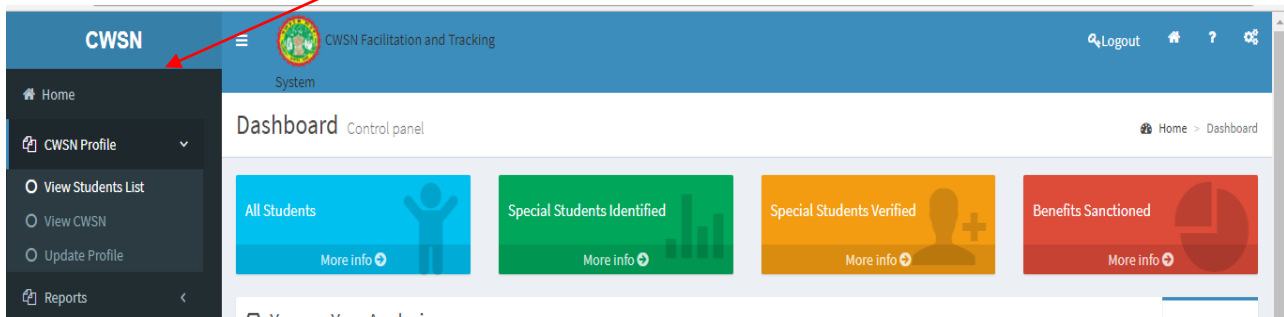 CWSN
CWSN Facilitation and Tracking
System
Logout
?
Home
CWSN Profile
View Students List
View CWSN
Update Profile
Reports
Dashboard Control panel
Home > Dashboard
All Students
More info
Special Students Identified
More info
Special Students Verified
More info
Benefits Sanctioned
More info